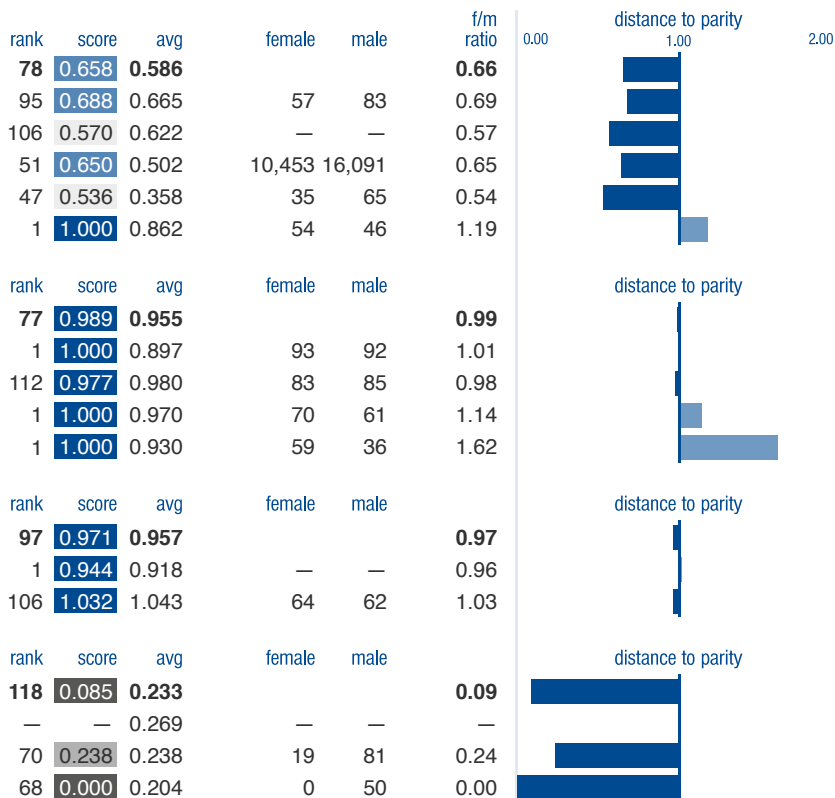 f/m distance to parity
rank score avg female male ratio 0.00 1.00 2.00
78 0.658 0.586 0.66
95 0.688 0.665 57 83 0.69
106 0.570 0.622 — — 0.57
51 0.650 0.502 10,453 16,091 0.65
47 0.536 0.358 35 65 0.54
1 1.000 0.862 54 46 1.19
rank score avg female male distance to parity
77 0.989 0.955 0.99
1 1.000 0.897 93 92 1.01
112 0.977 0.980 83 85 0.98
1 1.000 0.970 70 61 1.14
1 1.000 0.930 59 36 1.62
rank score avg female male distance to parity
97 0.971 0.957 0.97
1 0.944 0.918 — — 0.96
106 1.032 1.043 64 62 1.03
rank score avg female male distance to parity
118 0.085 0.233 0.09
— — 0.269 — — —
70 0.238 0.238 19 81 0.24
68 0.000 0.204 0 50 0.00